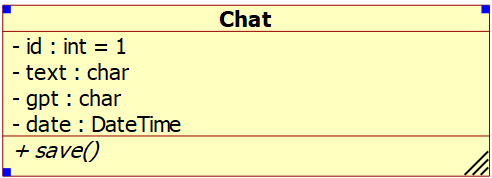 Chat
- id : int = 1
- text : char
- gpt : char
- date : DateTime
+ save()